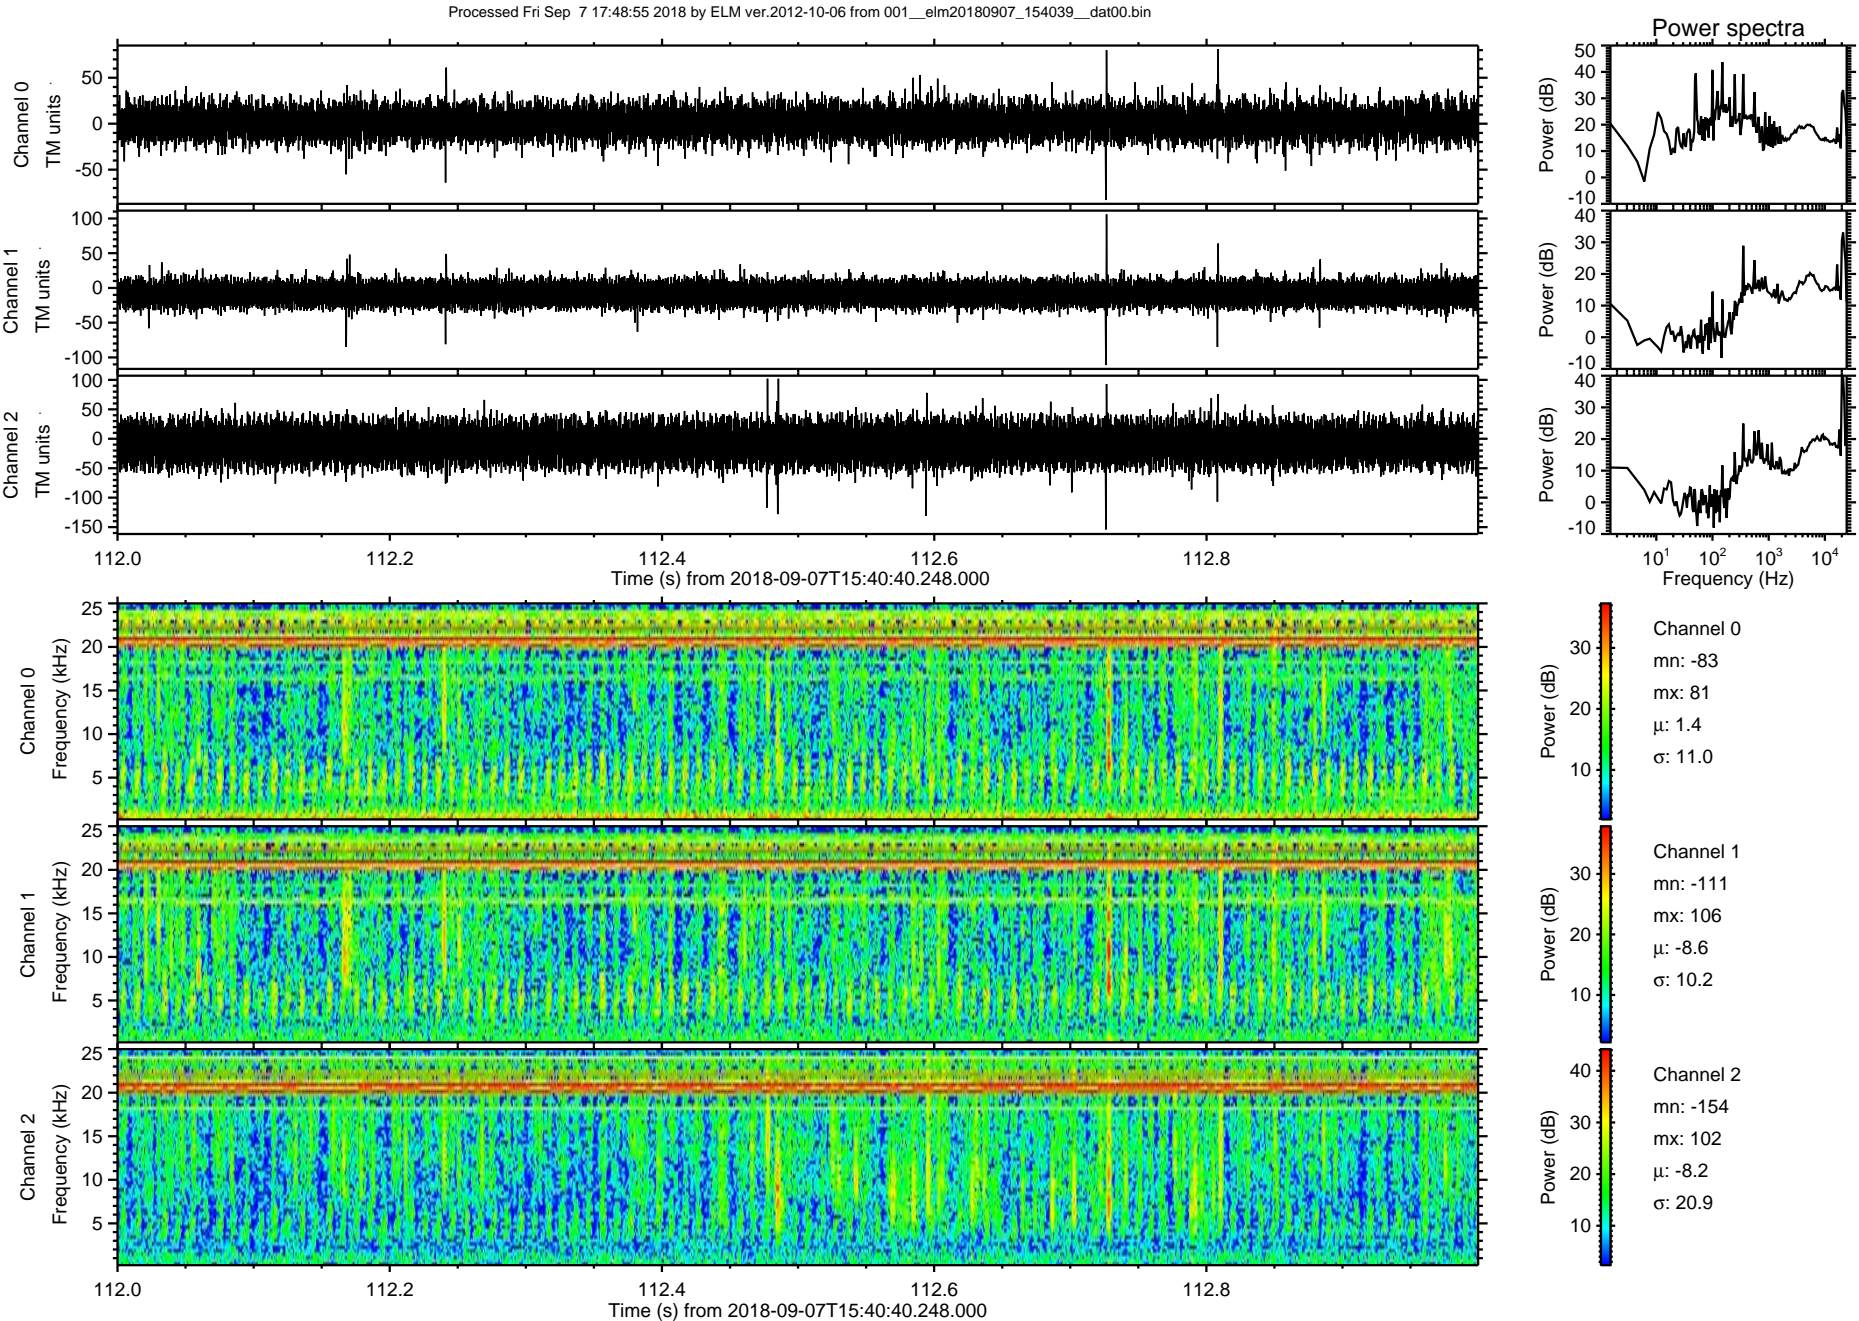 Processed Fri Sep  7 17:48:55 2018 by ELM ver.2012-10-06 from 001__elm20180907_154039__dat00.bin
Power spectra
Channel 0
TM units
50
0
-50
Power (dB)
50
40
30
20
10
0
-10
Channel 1
TM units
100
50
0
-50
-100
Power (dB)
40
30
20
10
0
-10
Channel 2
TM units
100
50
0
-50
-100
-150
Power (dB)
40
30
20
10
0
-10
112.0 112.2 112.4 112.6 112.8
Time (s) from 2018-09-07T15:40:40.248.000
10^1 10^2 10^3 10^4
Frequency (Hz)
Channel 0
Frequency (kHz)
25
20
15
10
5
Power (dB)
30
20
10
Channel 0
mn: -83
mx: 81
μ: 1.4
σ: 11.0
Channel 1
Frequency (kHz)
25
20
15
10
5
Power (dB)
30
20
10
Channel 1
mn: -111
mx: 106
μ: -8.6
σ: 10.2
Channel 2
Frequency (kHz)
25
20
15
10
5
Power (dB)
40
30
20
10
Channel 2
mn: -154
mx: 102
μ: -8.2
σ: 20.9
112.0 112.2 112.4 112.6 112.8
Time (s) from 2018-09-07T15:40:40.248.000